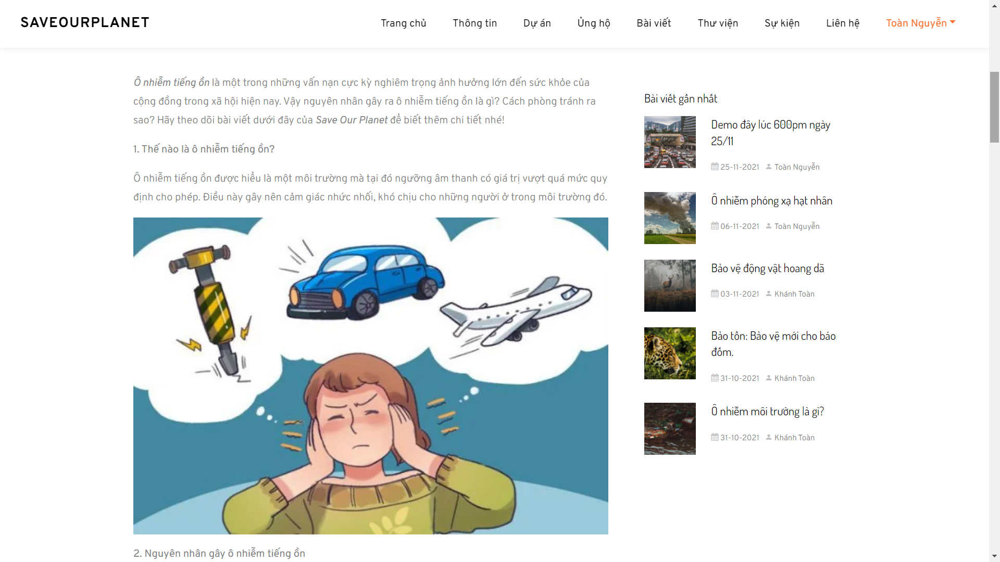 SAVEOURPLANET
Trang chủ
Thông tin
Dự án
Ủng hộ
Bài viết
Thư viện
Sự kiện
Liên hệ
Toàn Nguyễn
Ô nhiễm tiếng ồn là một trong những vấn nạn cực kỳ nghiêm trọng ảnh hưởng lớn đến sức khỏe của
cộng đồng trong xã hội hiện nay. Vậy nguyên nhân gây ra ô nhiễm tiếng ồn là gì? Cách phòng tránh ra
sao? Hãy theo dõi bài viết dưới đây của Save Our Planet để biết thêm chi tiết nhé!
1. Thế nào là ô nhiễm tiếng ồn?
Ô nhiễm tiếng ồn được hiểu là một môi trường mà tại đó ngưỡng âm thanh có giá trị vượt quá mức quy
định cho phép. Điều này gây nên cảm giác nhức nhối, khó chịu cho những người ở trong môi trường đó.
2. Nguyên nhân gây ô nhiễm tiếng ồn
Bài viết gần nhất
Demo đây lúc 600pm ngày
25/11
25-11-2021 Toàn Nguyễn
Ô nhiễm phóng xạ hạt nhân
06-11-2021 Toàn Nguyễn
Bảo vệ động vật hoang dã
03-11-2021 Khánh Toàn
Bảo tồn: Bảo vệ mới cho báo
đốm.
31-10-2021 Khánh Toàn
Ô nhiễm môi trường là gì?
31-10-2021 Khánh Toàn